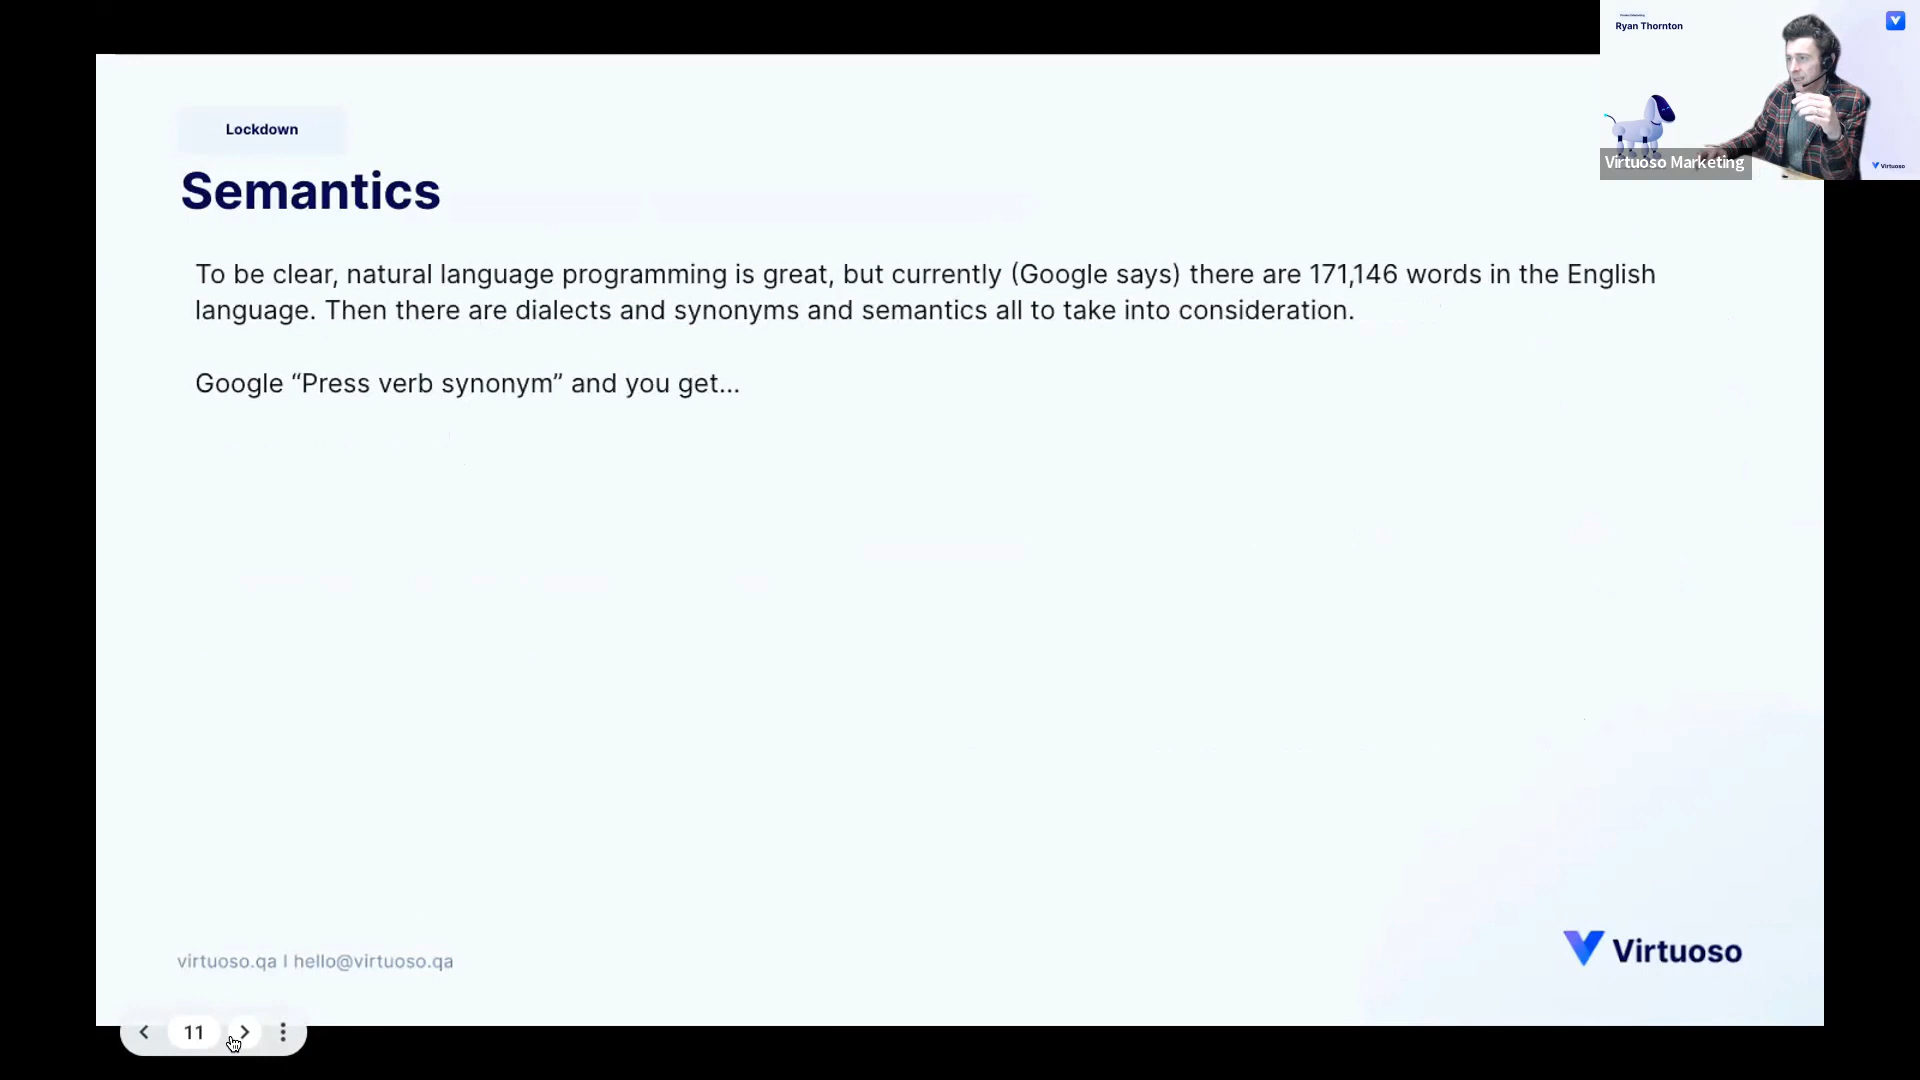 Ryan Thornton
Virtuoso Marketing
Virtuoso
Lockdown
Semantics
To be clear, natural language programming is great, but currently (Google says) there are 171,146 words in the English
language. Then there are dialects and synonyms and semantics all to take into consideration.
Google “Press verb synonym” and you get...
virtuoso.qa I hello@virtuoso.qa
Virtuoso
11